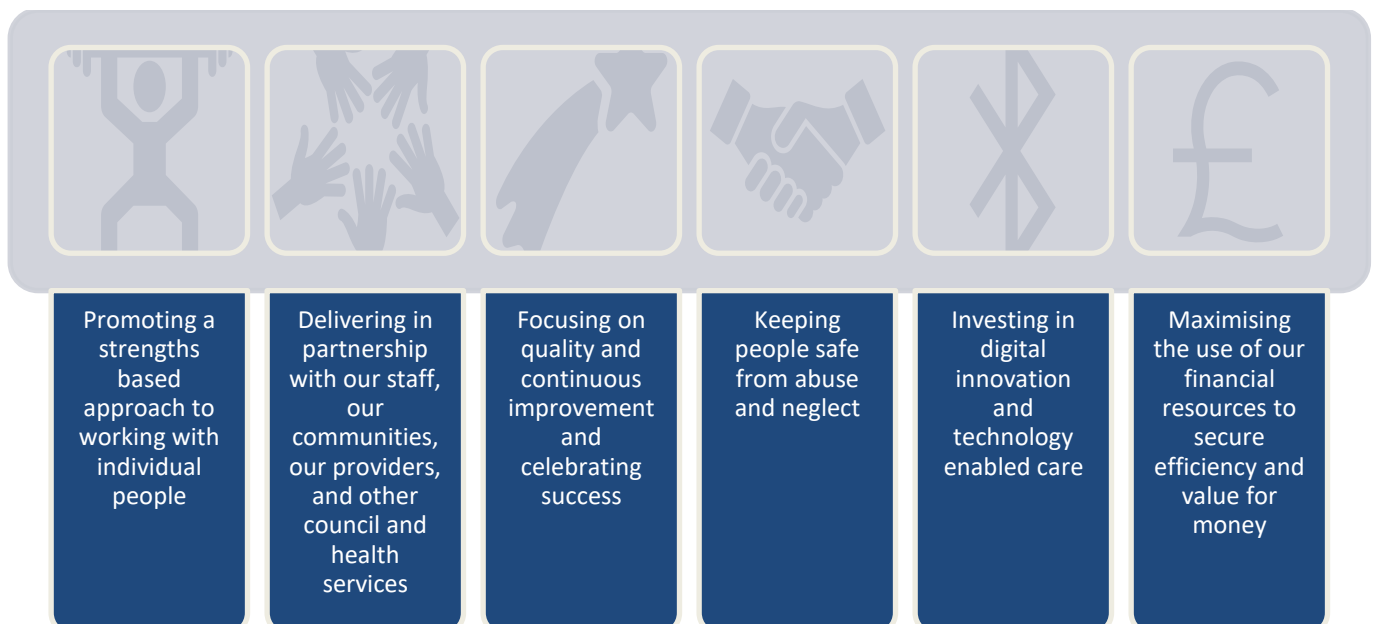 Promoting a
strengths
based
approach to
working with
individual
people
Delivering in
partnership
with our staff,
our
communities,
our providers,
and other
council and
health
services
Focusing on
quality and
continuous
improvement
and
celebrating
success
Keeping
people safe
from abuse
and neglect
Investing in
digital
innovation
and
technology
enabled care
Maximising
the use of our
financial
resources to
secure
efficiency and
value for
money
£